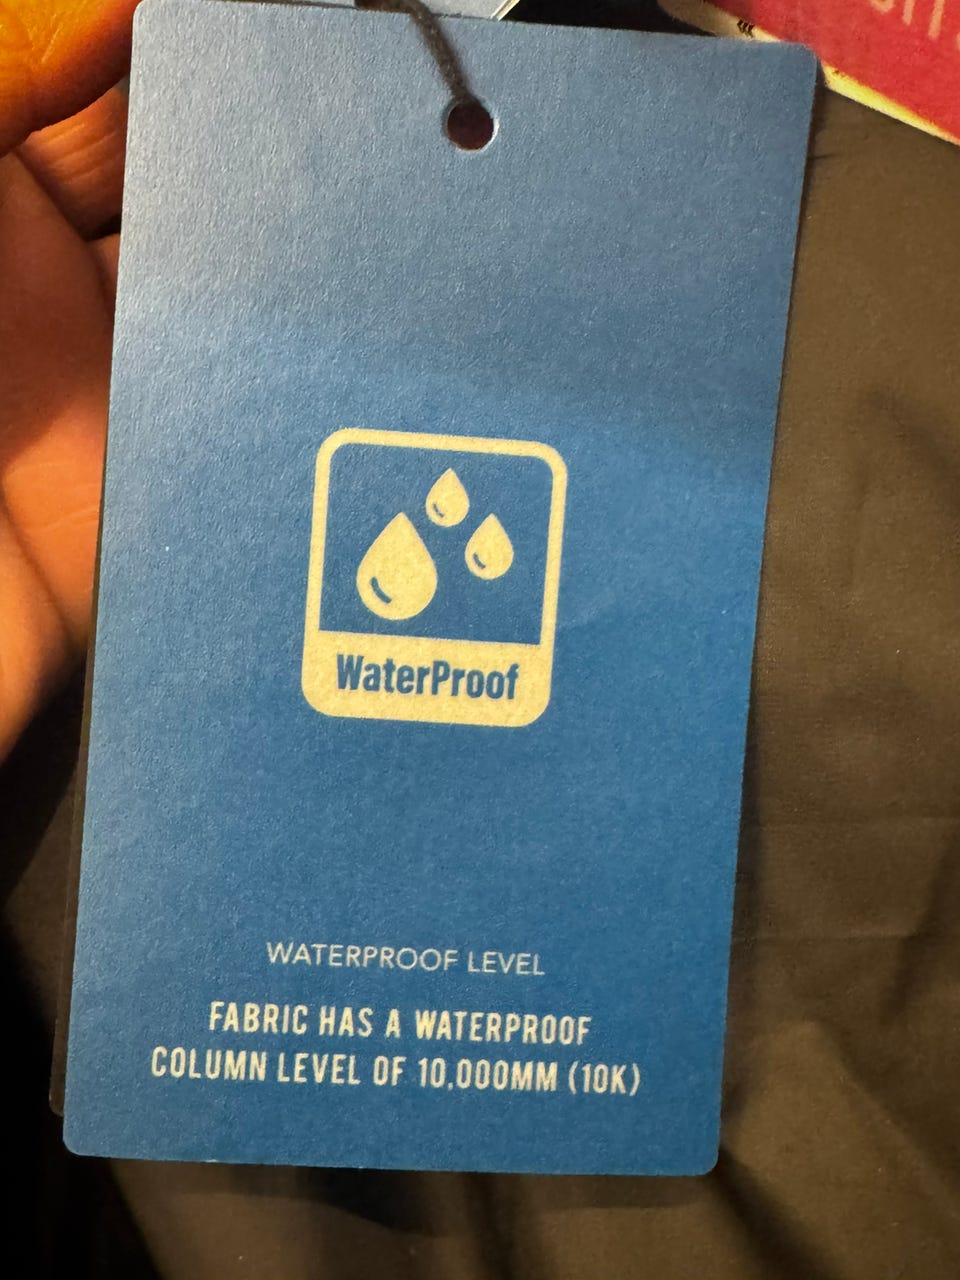 WaterProof
WATERPROOF LEVEL
FABRIC HAS A WATERPROOF
COLUMN LEVEL OF 10,000MM (10K)